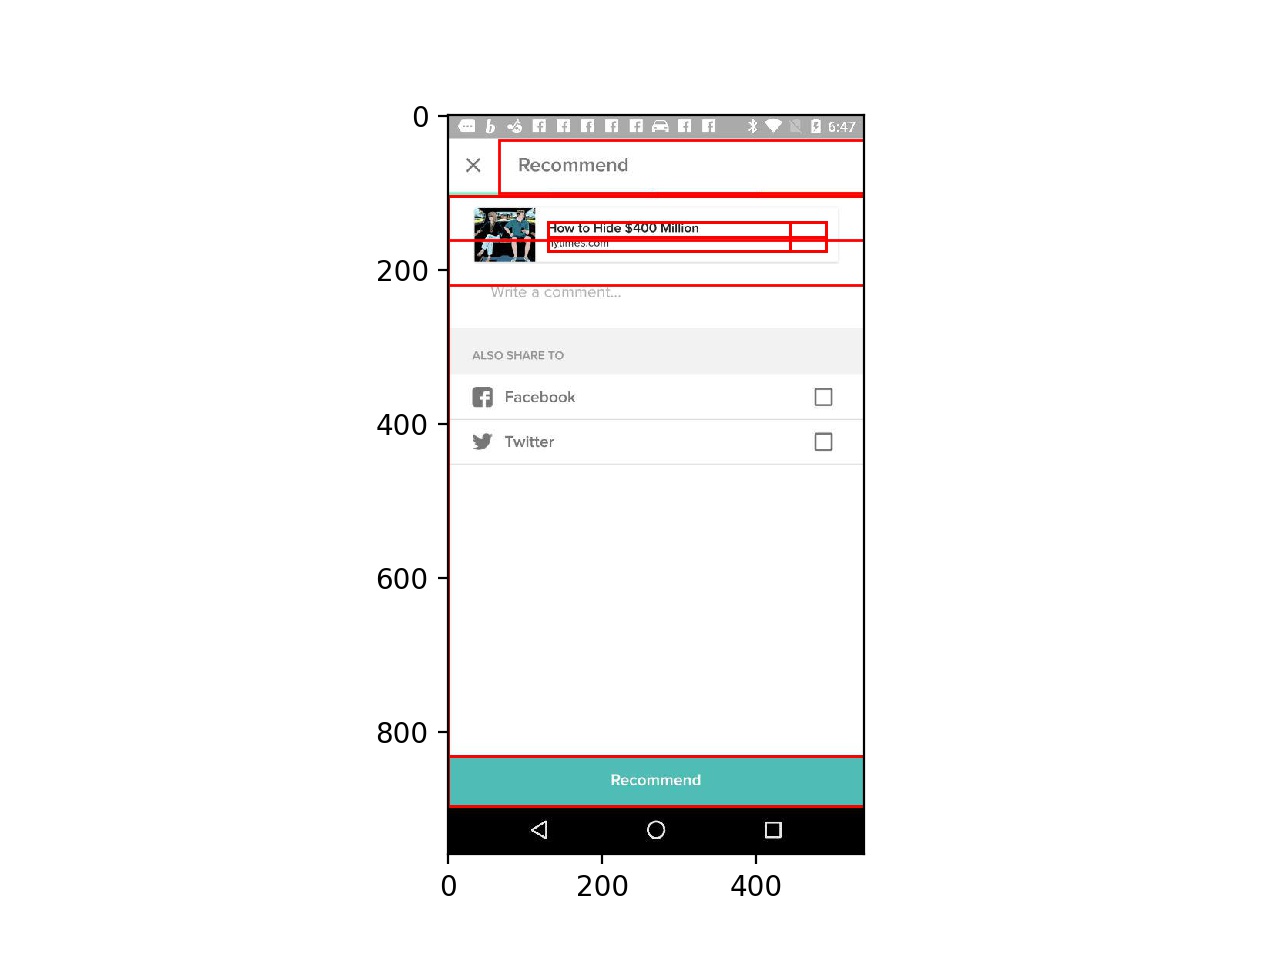 0
200
400
600
800
0
200
400
6:47
Recommend
How to Hide $400 Million
nytimes.com
Write a comment...
ALSO SHARE TO
Facebook
Twitter
Recommend